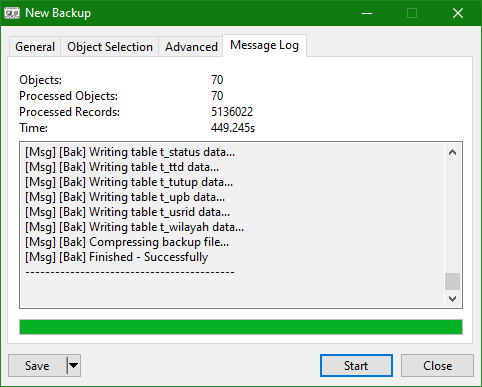 New Backup
General Object Selection Advanced Message Log
Objects: 70
Processed Objects: 70
Processed Records: 5136022
Time: 449.245s
[Msg] [Bak] Writing table t_status data...
[Msg] [Bak] Writing table t_ttd data...
[Msg] [Bak] Writing table t_tutup data...
[Msg] [Bak] Writing table t_upb data...
[Msg] [Bak] Writing table t_usrid data...
[Msg] [Bak] Writing table t_wilayah data...
[Msg] [Bak] Compressing backup file...
[Msg] [Bak] Finished - Successfully
------------------------------------------
Save Start Close